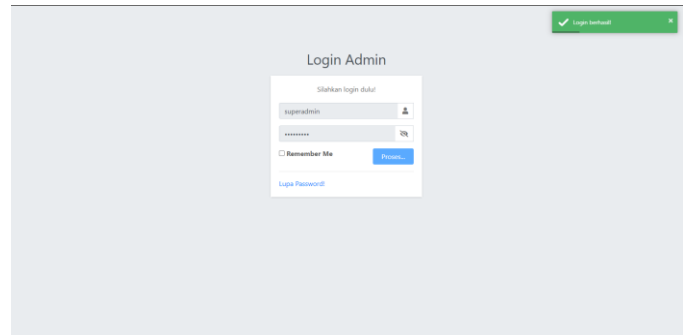 Login berhasil!
×
Login Admin
Silahkan login dulu!
superadmin
•••••••••
Remember Me
Proses...
Lupa Password!